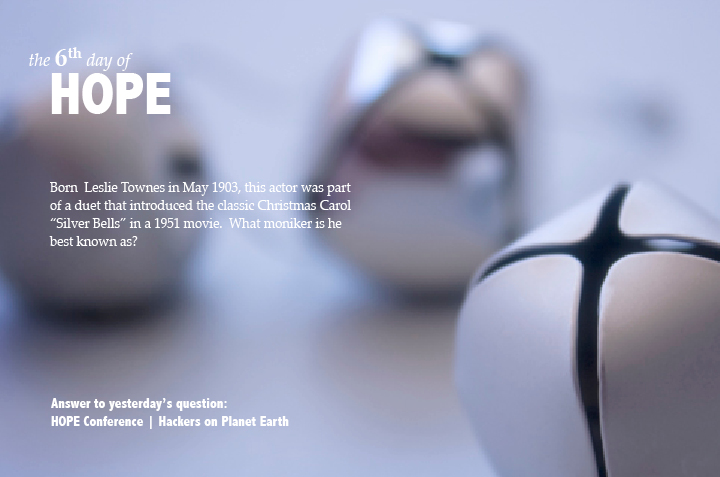 the 6th day of
HOPE
Born Leslie Townes in May 1903, this actor was part
of a duet that introduced the classic Christmas Carol
“Silver Bells” in a 1951 movie. What moniker is he
best known as?
Answer to yesterday’s question:
HOPE Conference | Hackers on Planet Earth